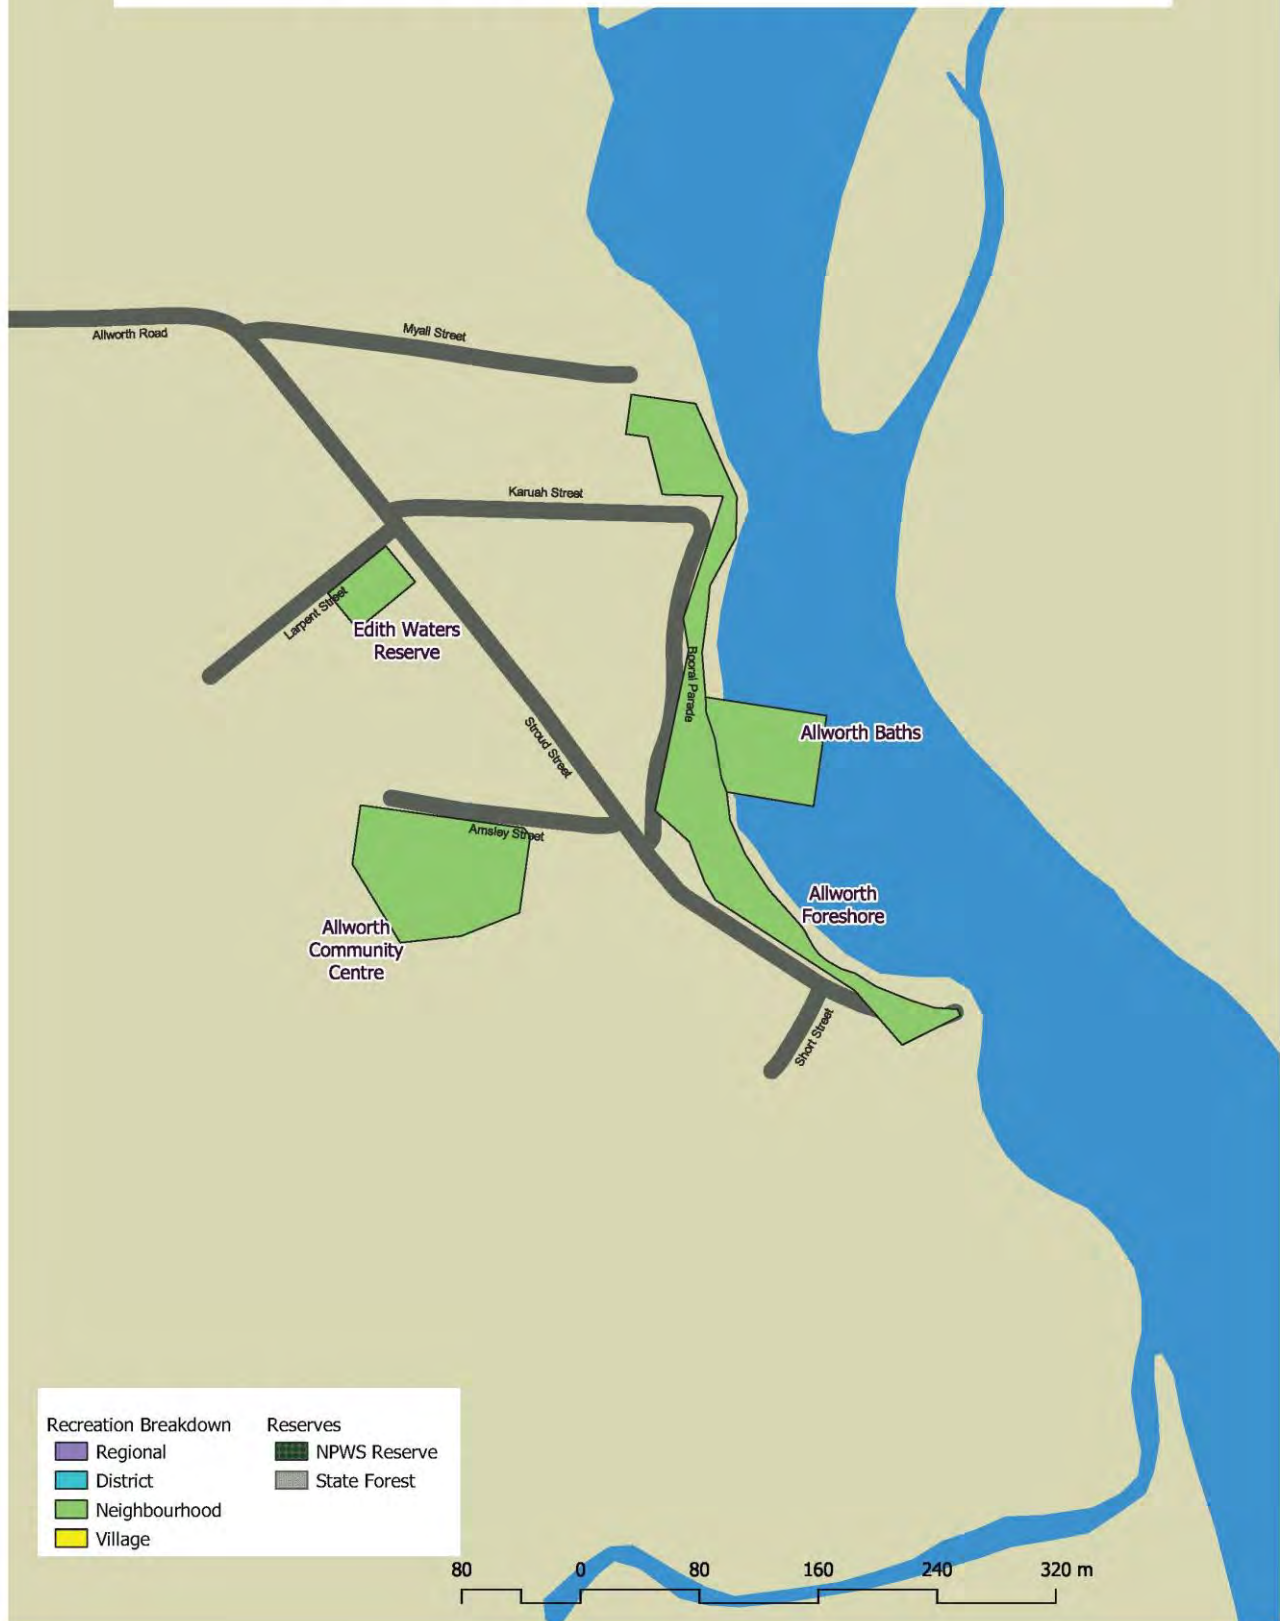 Allworth Road
Myall Street
Karuah Street
Larpent Street
Edith Waters
Reserve
Booral Parade
Stroud Street
Allworth Baths
Amsley Street
Allworth
Foreshore
Allworth
Community
Centre
Short Street
Recreation Breakdown
Regional
District
Neighbourhood
Village
Reserves
NPWS Reserve
State Forest
80 0 80 160 240 320 m